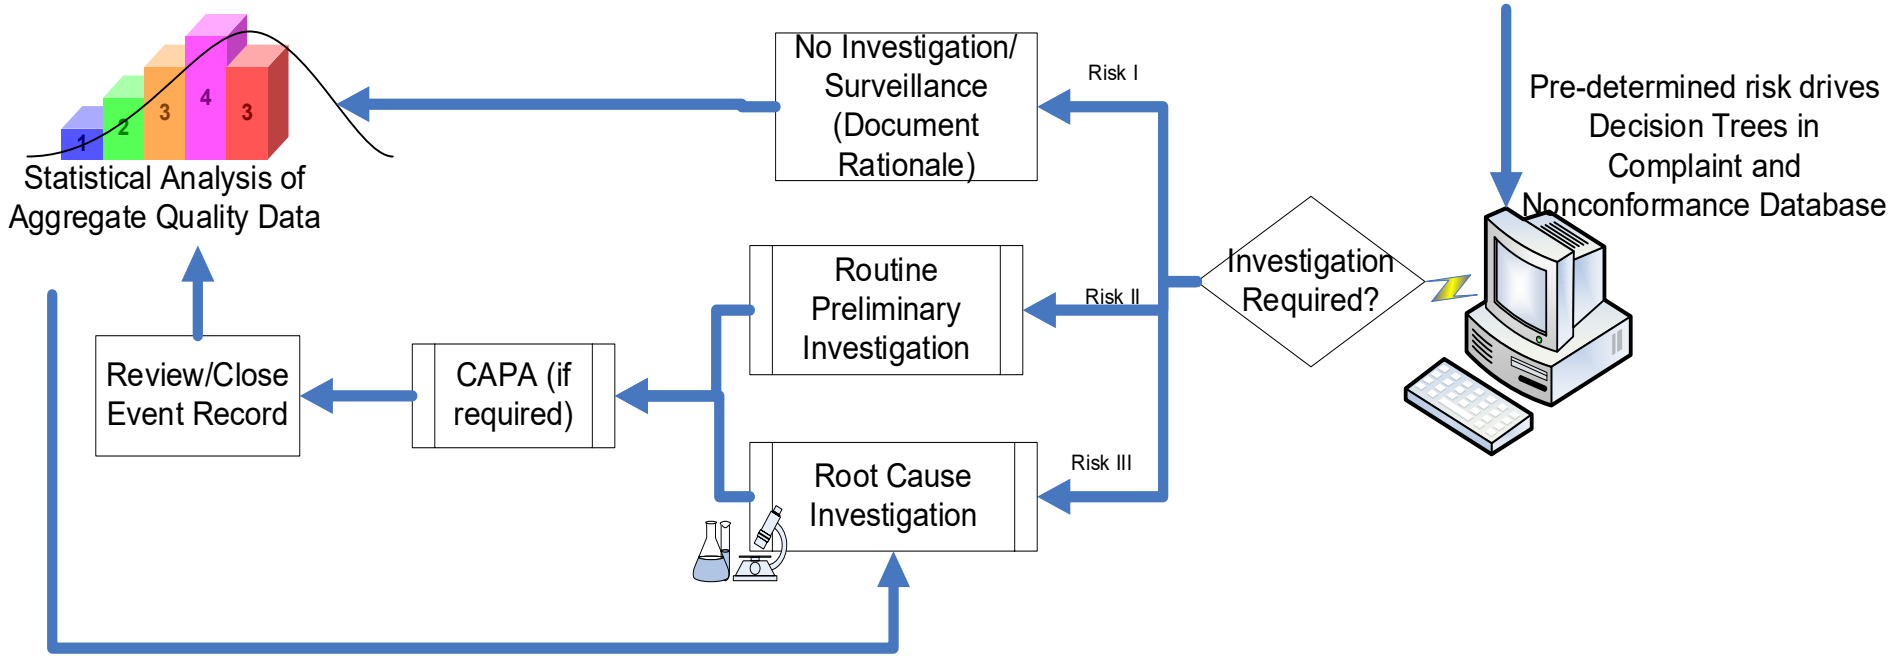 No Investigation/
Surveillance
(Document
Rationale)
Risk I
Pre-determined risk drives
Decision Trees in
Complaint and
Nonconformance Database
1
2
3
4
3
Statistical Analysis of
Aggregate Quality Data
Investigation
Required?
Routine
Preliminary
Investigation
Risk II
Review/Close
Event Record
CAPA (if
required)
Root Cause
Investigation
Risk III